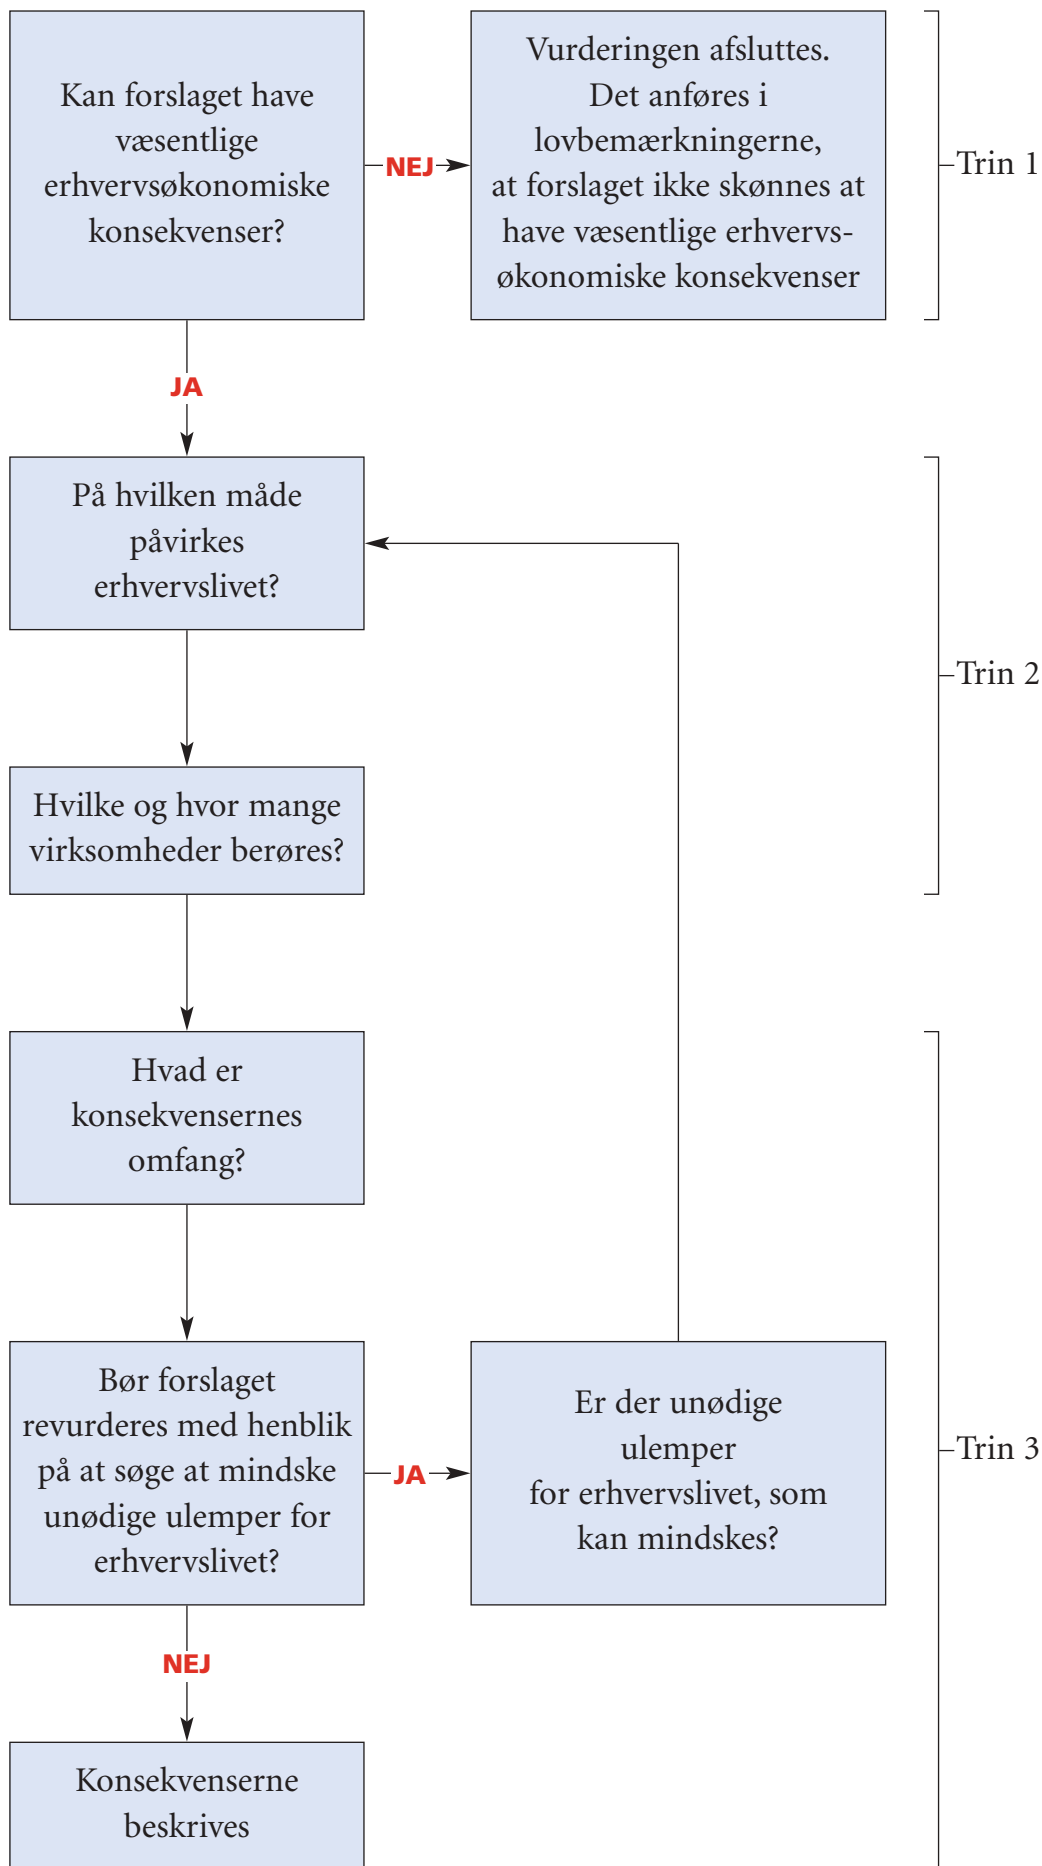 Kan forslaget have
væsentlige
erhvervsøkonomiske
konsekvenser?
NEJ
Vurderingen afsluttes.
Det anføres i
lovbemærkningerne,
at forslaget ikke skønnes at
have væsentlige erhvervs-
økonomiske konsekvenser
Trin 1
JA
På hvilken måde
påvirkes
erhvervslivet?
Trin 2
Hvilke og hvor mange
virksomheder berøres?
Hvad er
konsekvensernes
omfang?
Bør forslaget
revurderes med henblik
på at søge at mindske
unødige ulemper for
erhvervslivet?
JA
Er der unødige
ulemper
for erhvervslivet, som
kan mindskes?
Trin 3
NEJ
Konsekvenserne
beskrives